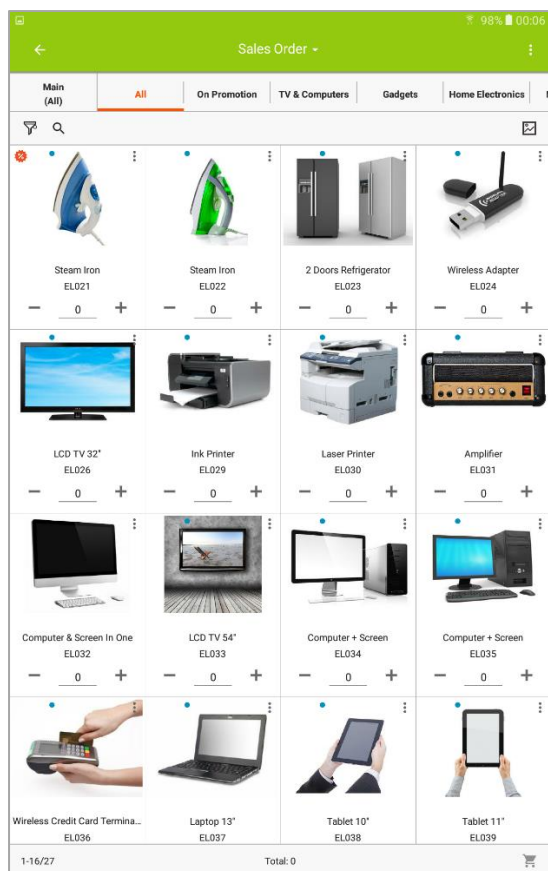 98% 00:06
Sales Order
Main
(All)
All
On Promotion
TV & Computers
Gadgets
Home Electronics
Steam Iron
EL021
0
Steam Iron
EL022
0
2 Doors Refrigerator
EL023
0
Wireless Adapter
EL024
0
LCD TV 32"
EL026
0
Ink Printer
EL029
0
Laser Printer
EL030
0
Amplifier
EL031
0
Computer & Screen In One
EL032
0
LCD TV 54"
EL033
0
Computer + Screen
EL034
0
Computer + Screen
EL035
0
Wireless Credit Card Termina...
EL036
Laptop 13"
EL037
Tablet 10"
EL038
Tablet 11"
EL039
1-16/27
Total: 0